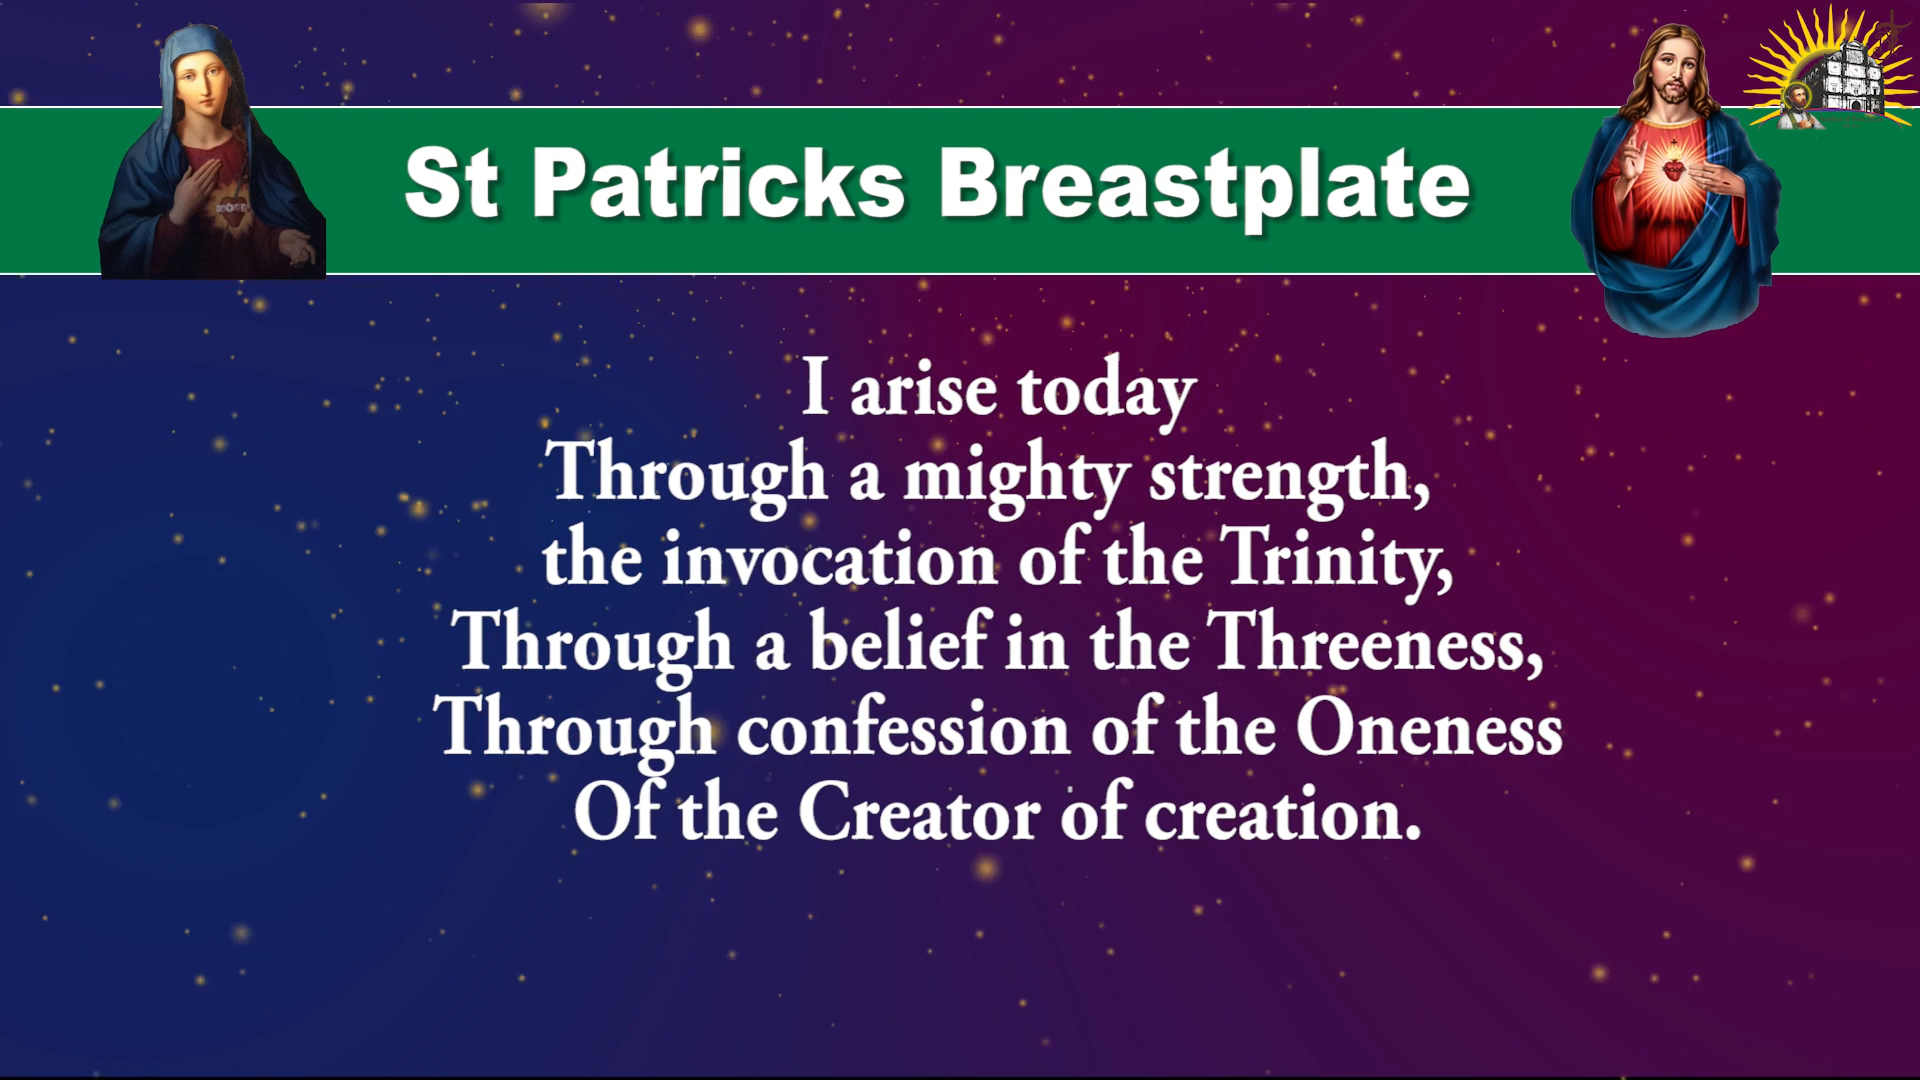 St Patricks Breastplate
I arise today
Through a mighty strength,
the invocation of the Trinity,
Through a belief in the Threeness,
Through confession of the Oneness
Of the Creator of creation.